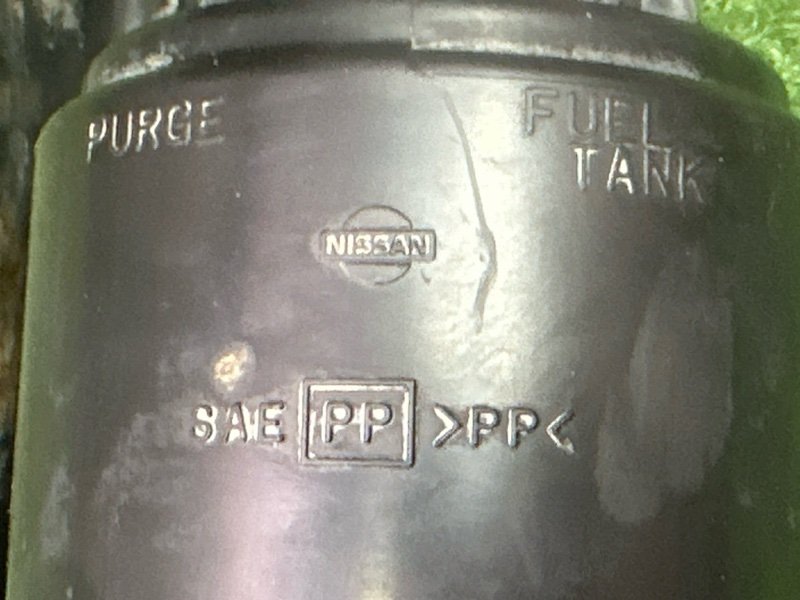 PURGE
FUEL
TANK
NISSAN
SAE PP >PP<